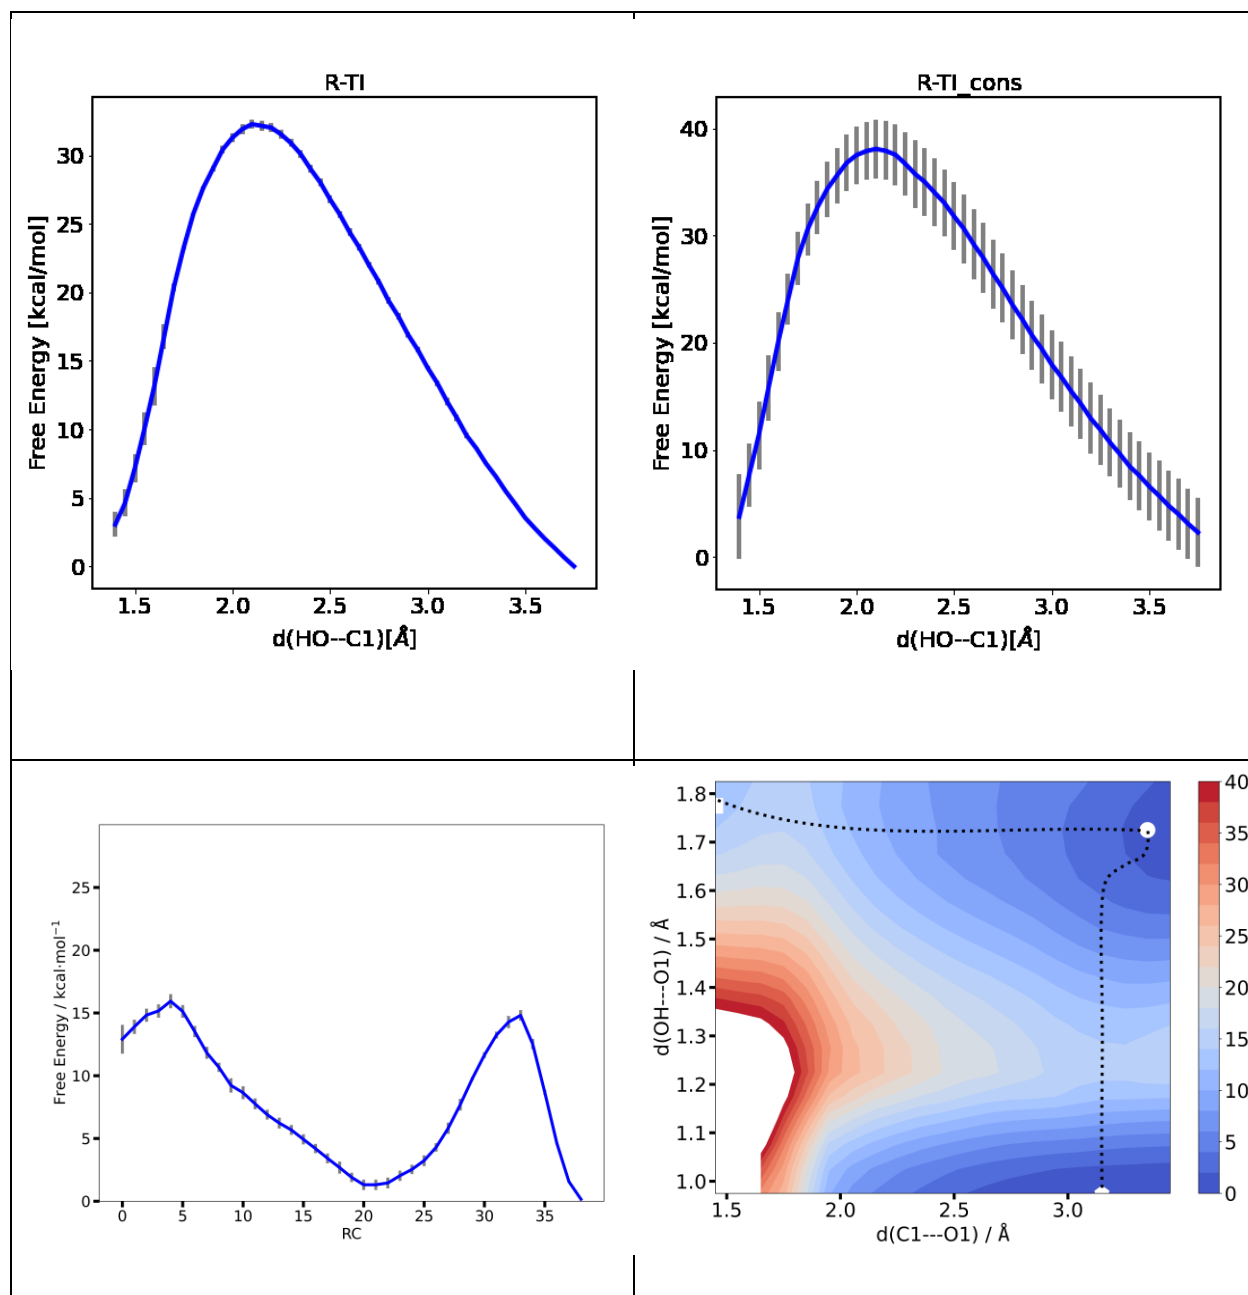 R-TI
Free Energy [kcal/mol]
30
25
20
15
10
5
0
1.5 2.0 2.5 3.0 3.5
d(HO--C1)[Å]
R-TI_cons
Free Energy [kcal/mol]
40
30
20
10
0
1.5 2.0 2.5 3.0 3.5
d(HO--C1)[Å]
Free Energy / kcal·mol⁻¹
25
20
15
10
5
0
0 5 10 15 20 25 30 35
RC
d(OH---O1) / Å
1.8
1.7
1.6
1.5
1.4
1.3
1.2
1.1
1.0
1.5 2.0 2.5 3.0
d(C1---O1) / Å
40
35
30
25
20
15
10
5
0